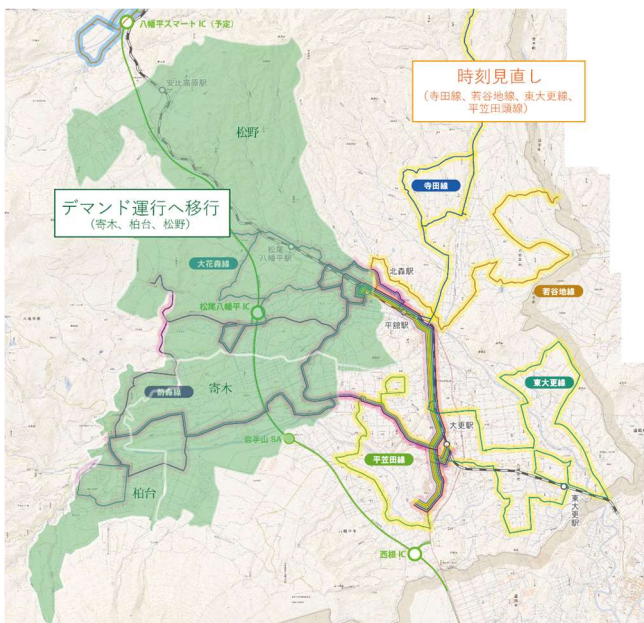 八幡平スマートIC（予定）
安比高原駅
時刻見直し
（寺田線、若谷地線、東大更線、
平笠田頭線）
松野
寺田線
デマンド運行へ移行
（寄木、柏台、松野）
松尾
八幡平駅
大花森線
北森駅
若谷地線
松尾八幡平IC
平館駅
東大更線
寄木
前森線
大更駅
岩手山SA
平笠田線
柏台
東大更駅
西根IC